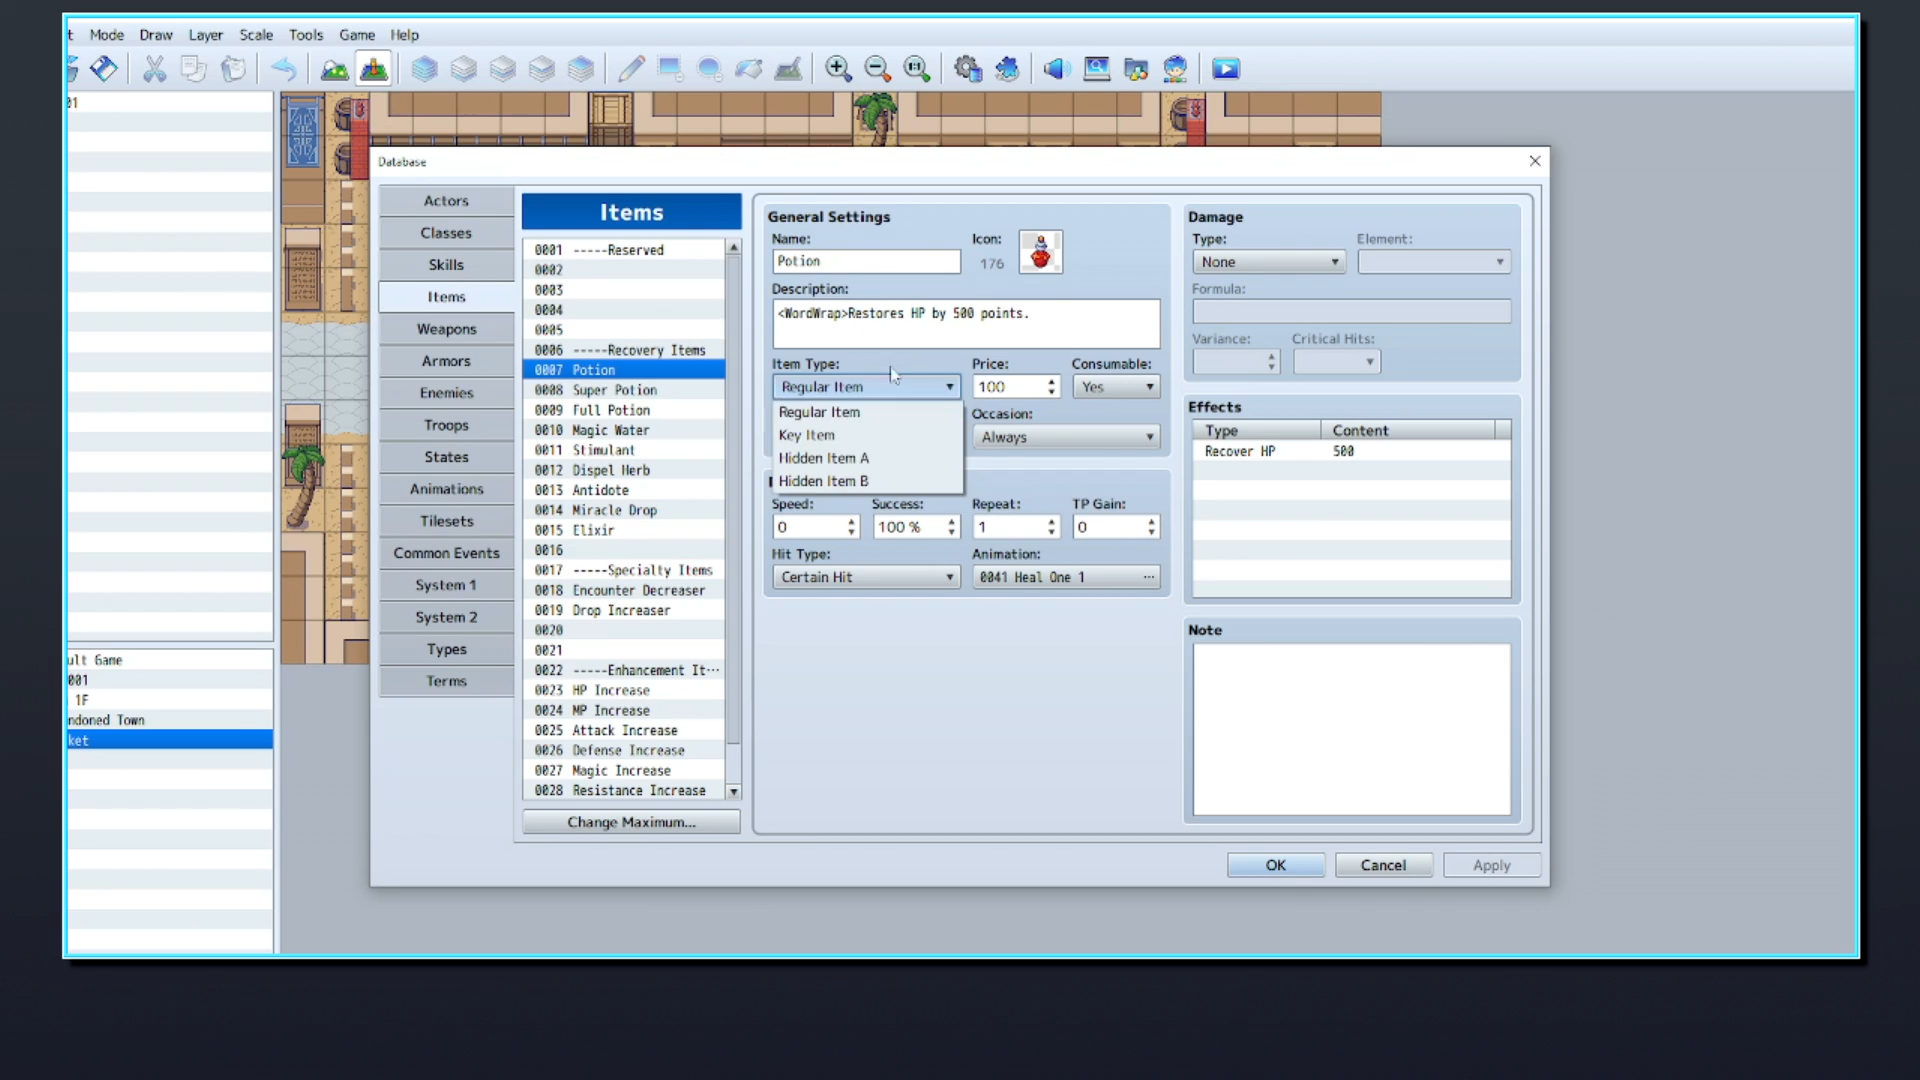 t Mode Draw Layer Scale Tools Game Help
01
Database
Actors
Classes
Skills
Items
Weapons
Armors
Enemies
Troops
States
Animations
Tilesets
Common Events
System 1
System 2
Types
Terms
Items
0001 -----Reserved
0002
0003
0004
0005
0006 -----Recovery Items
0007 Potion
0008 Super Potion
0009 Full Potion
0010 Magic Water
0011 Stimulant
0012 Dispel Herb
0013 Antidote
0014 Miracle Drop
0015 Elixir
0016
0017 -----Specialty Items
0018 Encounter Decreaser
0019 Drop Increaser
0020
0021
0022 -----Enhancement It…
0023 HP Increase
0024 MP Increase
0025 Attack Increase
0026 Defense Increase
0027 Magic Increase
0028 Resistance Increase
Change Maximum...
General Settings
Name: Icon:
Potion 176
Description:
<WordWrap>Restores HP by 500 points.
Item Type: Price: Consumable:
Regular Item 100 Yes
Regular Item
Key Item
Hidden Item A
Hidden Item B
Occasion:
Always
Speed: Success: Repeat: TP Gain:
0 100 % 1 0
Hit Type: Animation:
Certain Hit 0041 Heal One 1 ...
Damage
Type: Element:
None
Formula:
Variance: Critical Hits:
Effects
Type Content
Recover HP 500
Note
OK Cancel Apply
ult Game
001
1F
ndoned Town
ket